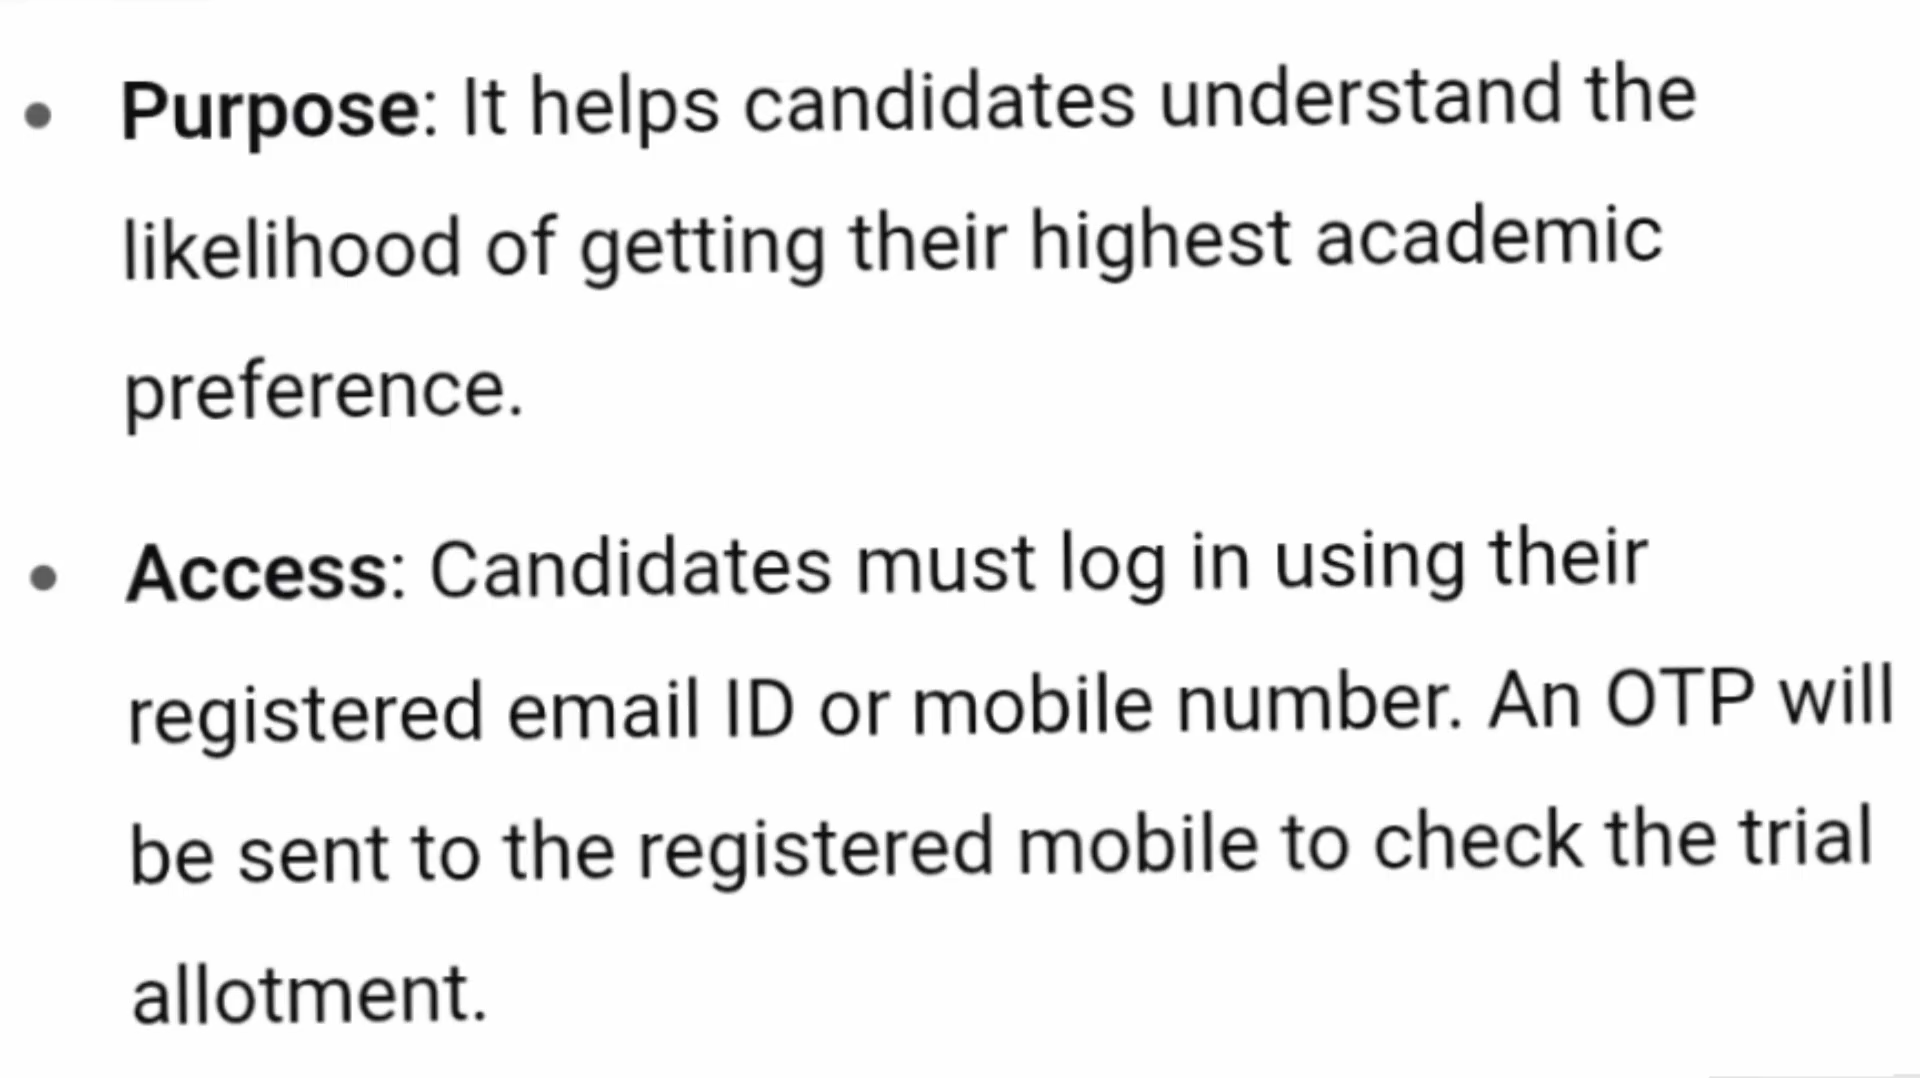 • Purpose: It helps candidates understand the
likelihood of getting their highest academic
preference.
• Access: Candidates must log in using their
registered email ID or mobile number. An OTP will
be sent to the registered mobile to check the trial
allotment.